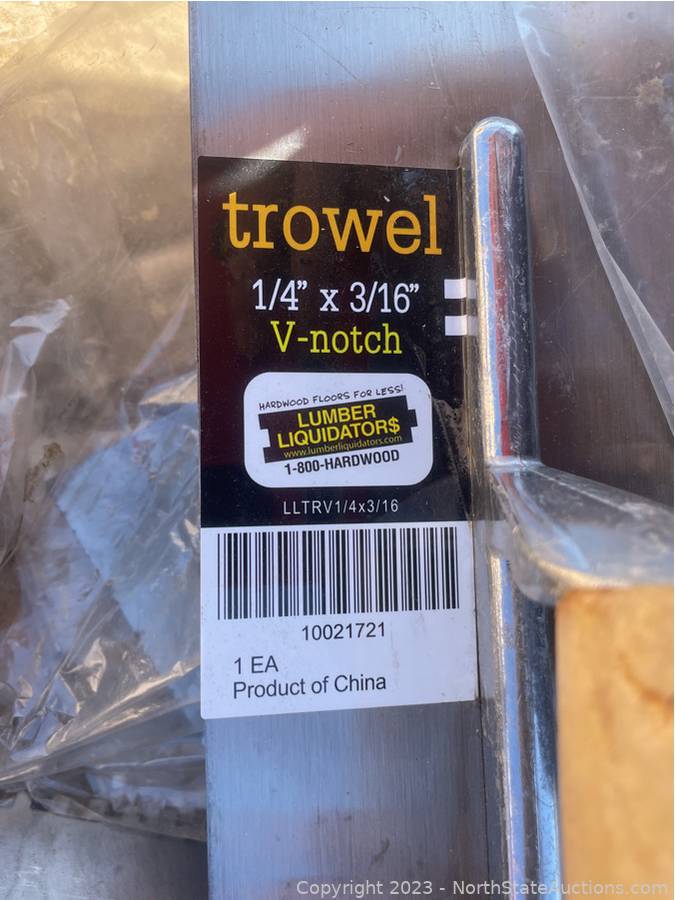 trowel
1/4" x 3/16"
V-notch
HARDWOOD FLOORS FOR LESS!
LUMBER
LIQUIDATOR$
www.lumberliquidators.com
1-800-HARDWOOD
LLTRV1/4x3/16
10021721
1 EA
Product of China
Copyright © 2023 - NorthStateAuctions.com